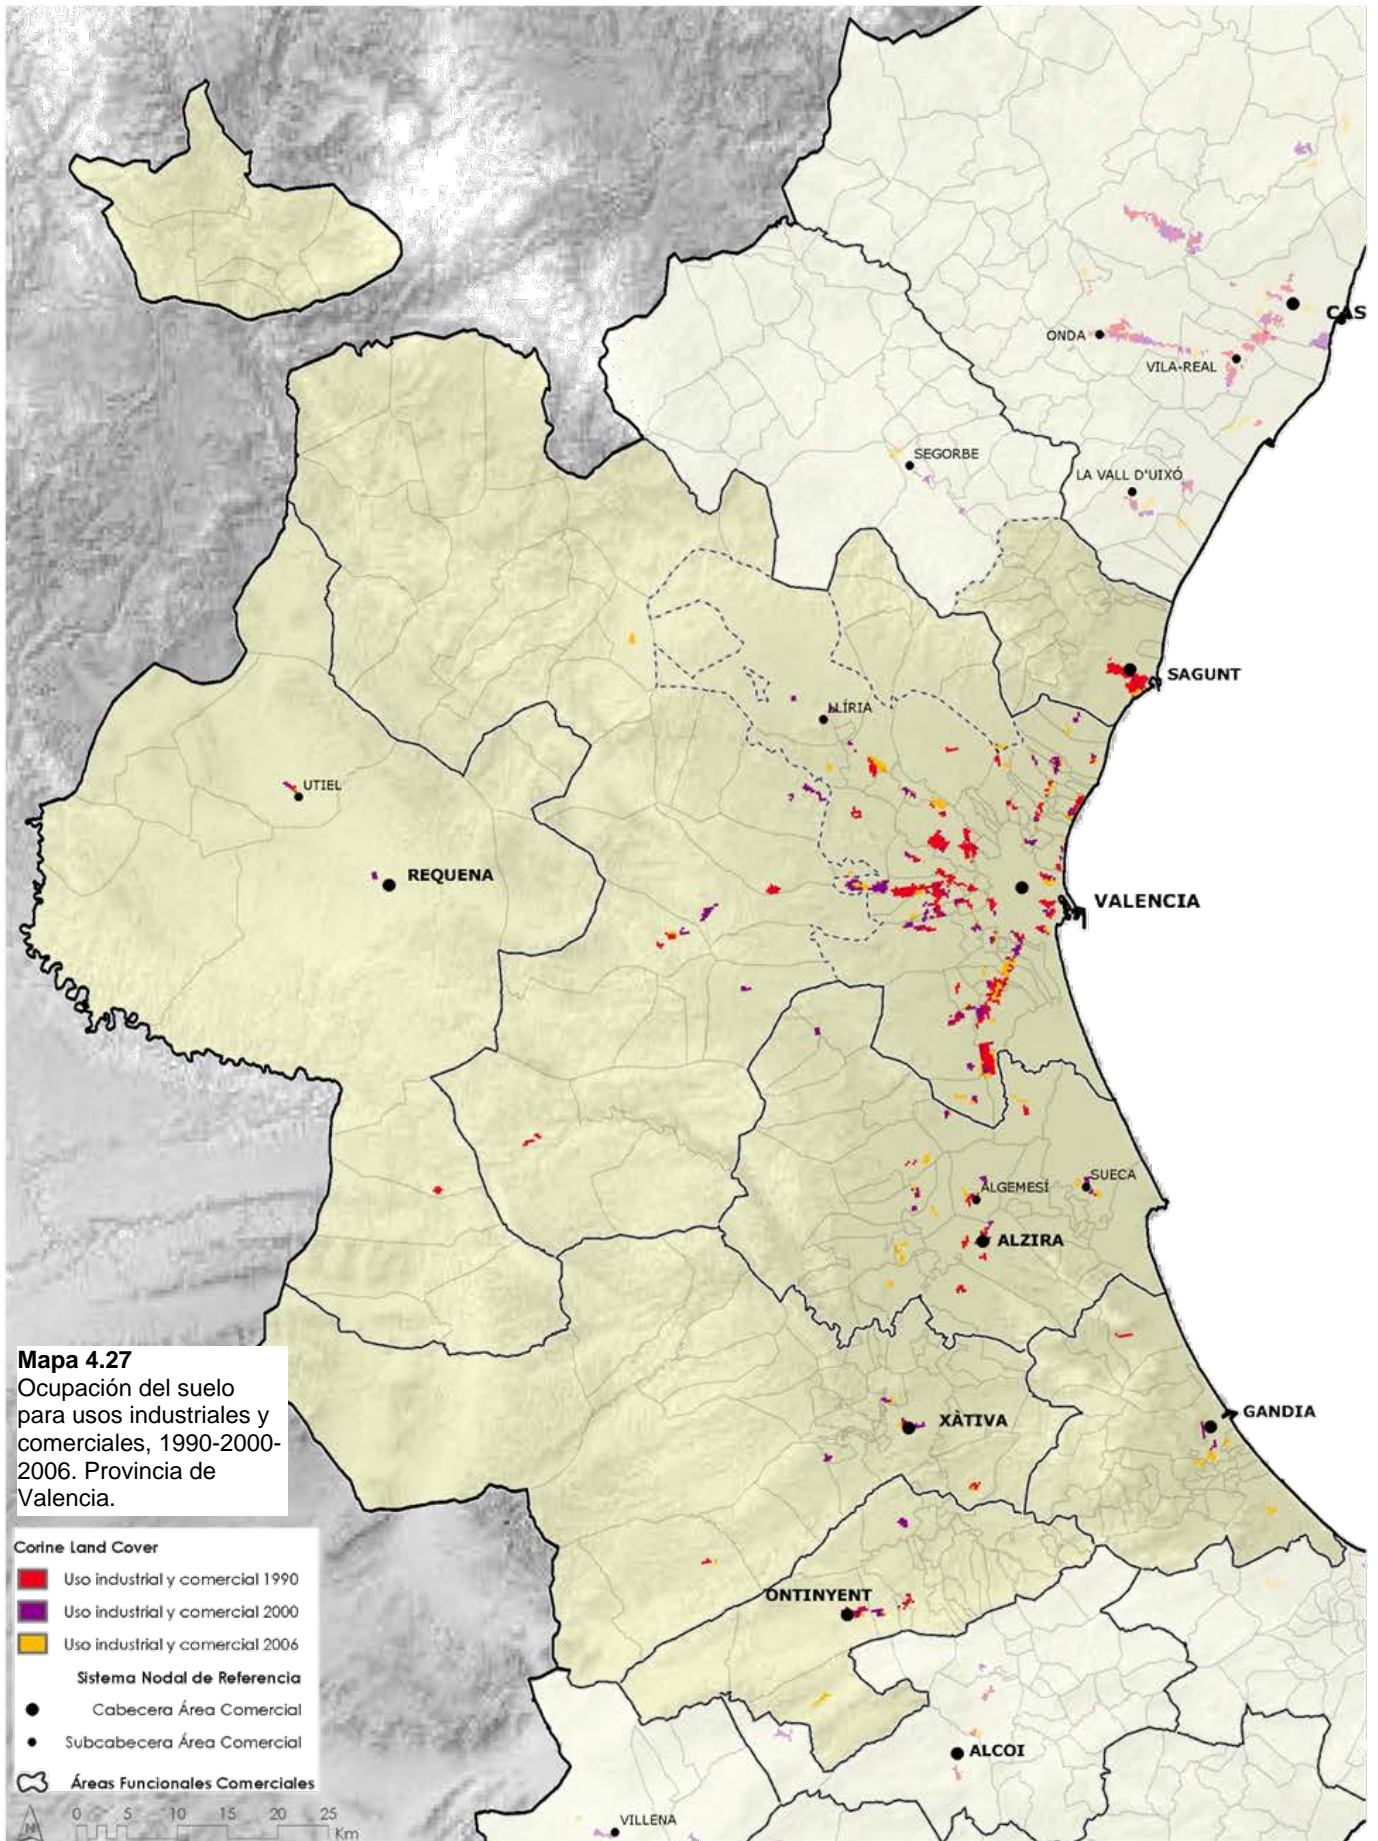 CAS
ONDA
VILA-REAL
SEGORBE
LA VALL D'UIXÓ
SAGUNT
LLÍRIA
UTIEL
REQUENA
VALENCIA
SUECA
ALGEMESÍ
ALZIRA
XÀTIVA
GANDIA
ONTINYENT
ALCOI
VILLENA
Mapa 4.27
Ocupación del suelo
para usos industriales y
comerciales, 1990-2000-
2006. Provincia de
Valencia.
Corine Land Cover
Uso industrial y comercial 1990
Uso industrial y comercial 2000
Uso industrial y comercial 2006
Sistema Nodal de Referencia
Cabecera Área Comercial
Subcabecera Área Comercial
Áreas Funcionales Comerciales
N 0 5 10 15 20 25
Km